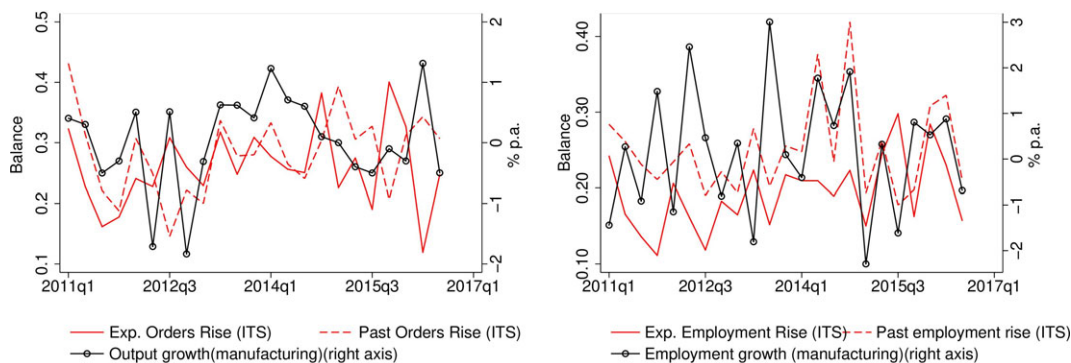 0.5
0.4
0.3
0.2
0.1
Balance
2
1
0
−1
−2
% p.a.
2011q1 2012q3 2014q1 2015q3 2017q1
Exp. Orders Rise (ITS) Past Orders Rise (ITS)
Output growth(manufacturing)(right axis)
0.40
0.30
0.20
0.10
Balance
3
2
1
0
−1
−2
% p.a.
2011q1 2012q3 2014q1 2015q3 2017q1
Exp. Employment Rise (ITS) Past employment rise (ITS)
Employment growth (manufacturing)(right axis)